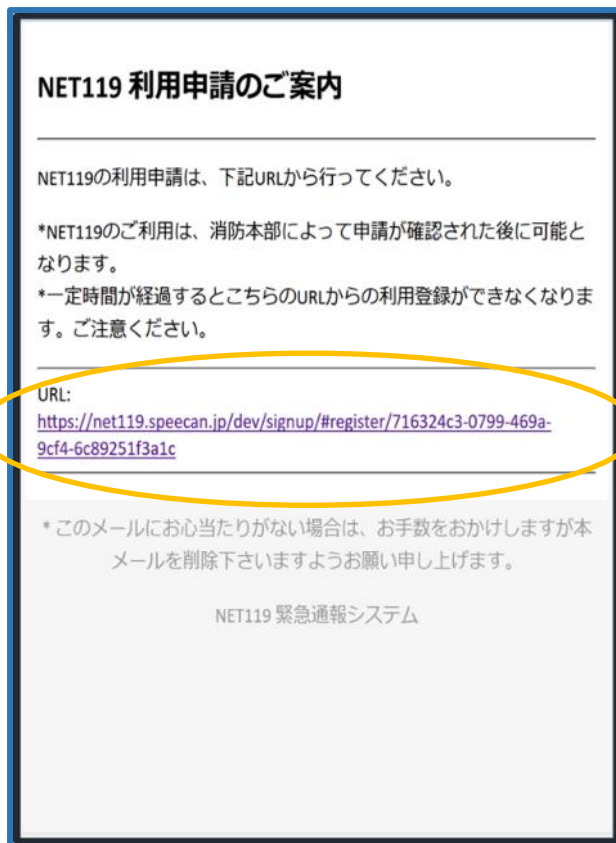 NET119 利用申請のご案内
NET119の利用申請は、下記URLから行ってください。
*NET119のご利用は、消防本部によって申請が確認された後に可能と
なります。
*一定時間が経過するとこちらのURLからの利用登録ができなくなりま
す。ご注意ください。
URL:
https://net119.speecan.jp/dev/signup/#register/716324c3-0799-469a-
9cf4-6c89251f3a1c
* このメールにお心当たりがない場合は、お手数をおかけしますが本
メールを削除下さいますようお願い申し上げます。
NET119 緊急通報システム